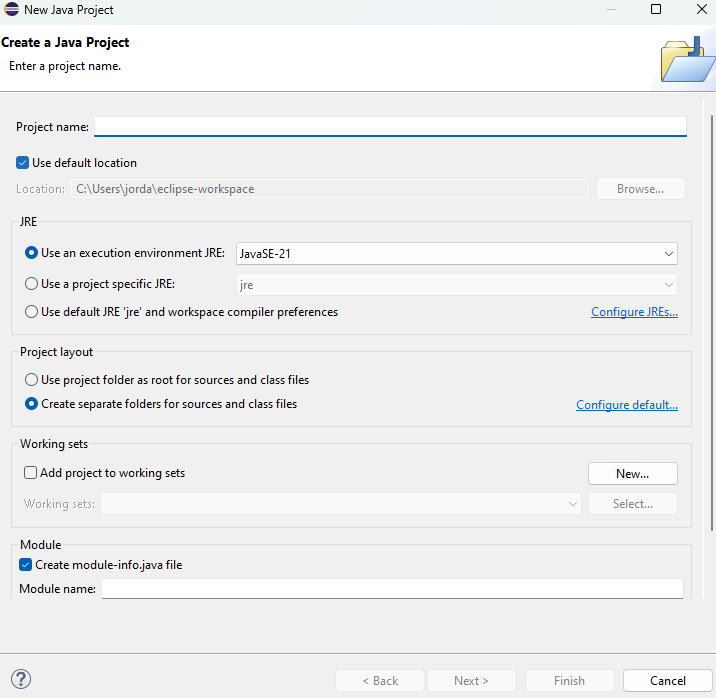 New Java Project
Create a Java Project
Enter a project name.
Project name:
Use default location
Location: C:\Users\jorda\eclipse-workspace Browse...
JRE
Use an execution environment JRE: JavaSE-21
Use a project specific JRE: jre
Use default JRE 'jre' and workspace compiler preferences Configure JREs...
Project layout
Use project folder as root for sources and class files
Create separate folders for sources and class files Configure default...
Working sets
Add project to working sets New...
Working sets: Select...
Module
Create module-info.java file
Module name:
? < Back Next > Finish Cancel